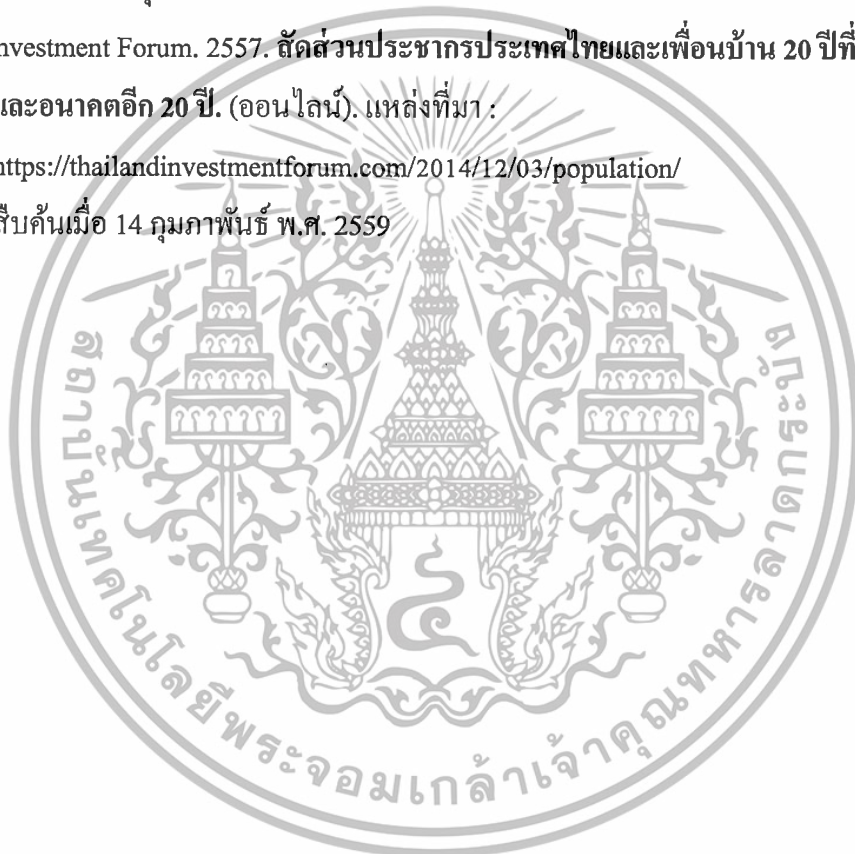 nvestment Forum. 2557. สัดส่วนประชากรประเทศไทยและเพื่อนบ้าน 20 ปีที่
และอนาคตอีก 20 ปี. (ออนไลน์). แหล่งที่มา :
https://thailandinvestmentforum.com/2014/12/03/population/
สืบค้นเมื่อ 14 กุมภาพันธ์ พ.ศ. 2559
สถาบันเทคโนโลยีพระจอมเกล้าเจ้าคุณทหารลาดกระบัง
๔